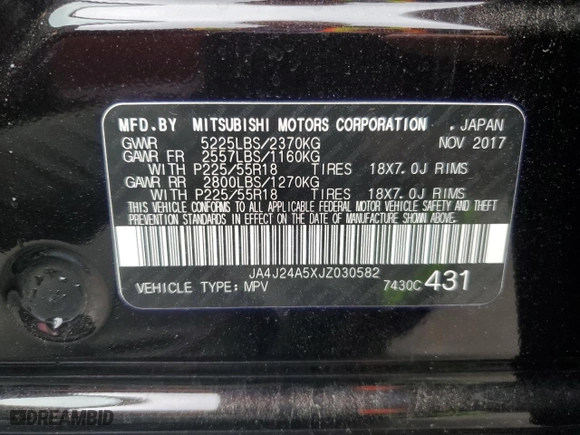 MFD.BY MITSUBISHI MOTORS CORPORATION , JAPAN
GVWR 5225LBS/2370KG NOV 2017
GAWR FR 2557LBS/1160KG
WITH P225/55R18 TIRES 18X7.0J RIMS
GAWR RR 2800LBS/1270KG
WITH P225/55R18 TIRES 18X7.0J RIMS
THIS VEHICLE CONFORMS TO ALL APPLICABLE FEDERAL MOTOR VEHICLE SAFETY AND THEFT
PREVENTION STANDARDS IN EFFECT ON THE DATE OF MANUFACTURE SHOWN ABOVE.
JA4J24A5XJZ030582
VEHICLE TYPE:MPV 7430C 431
DREAMBID